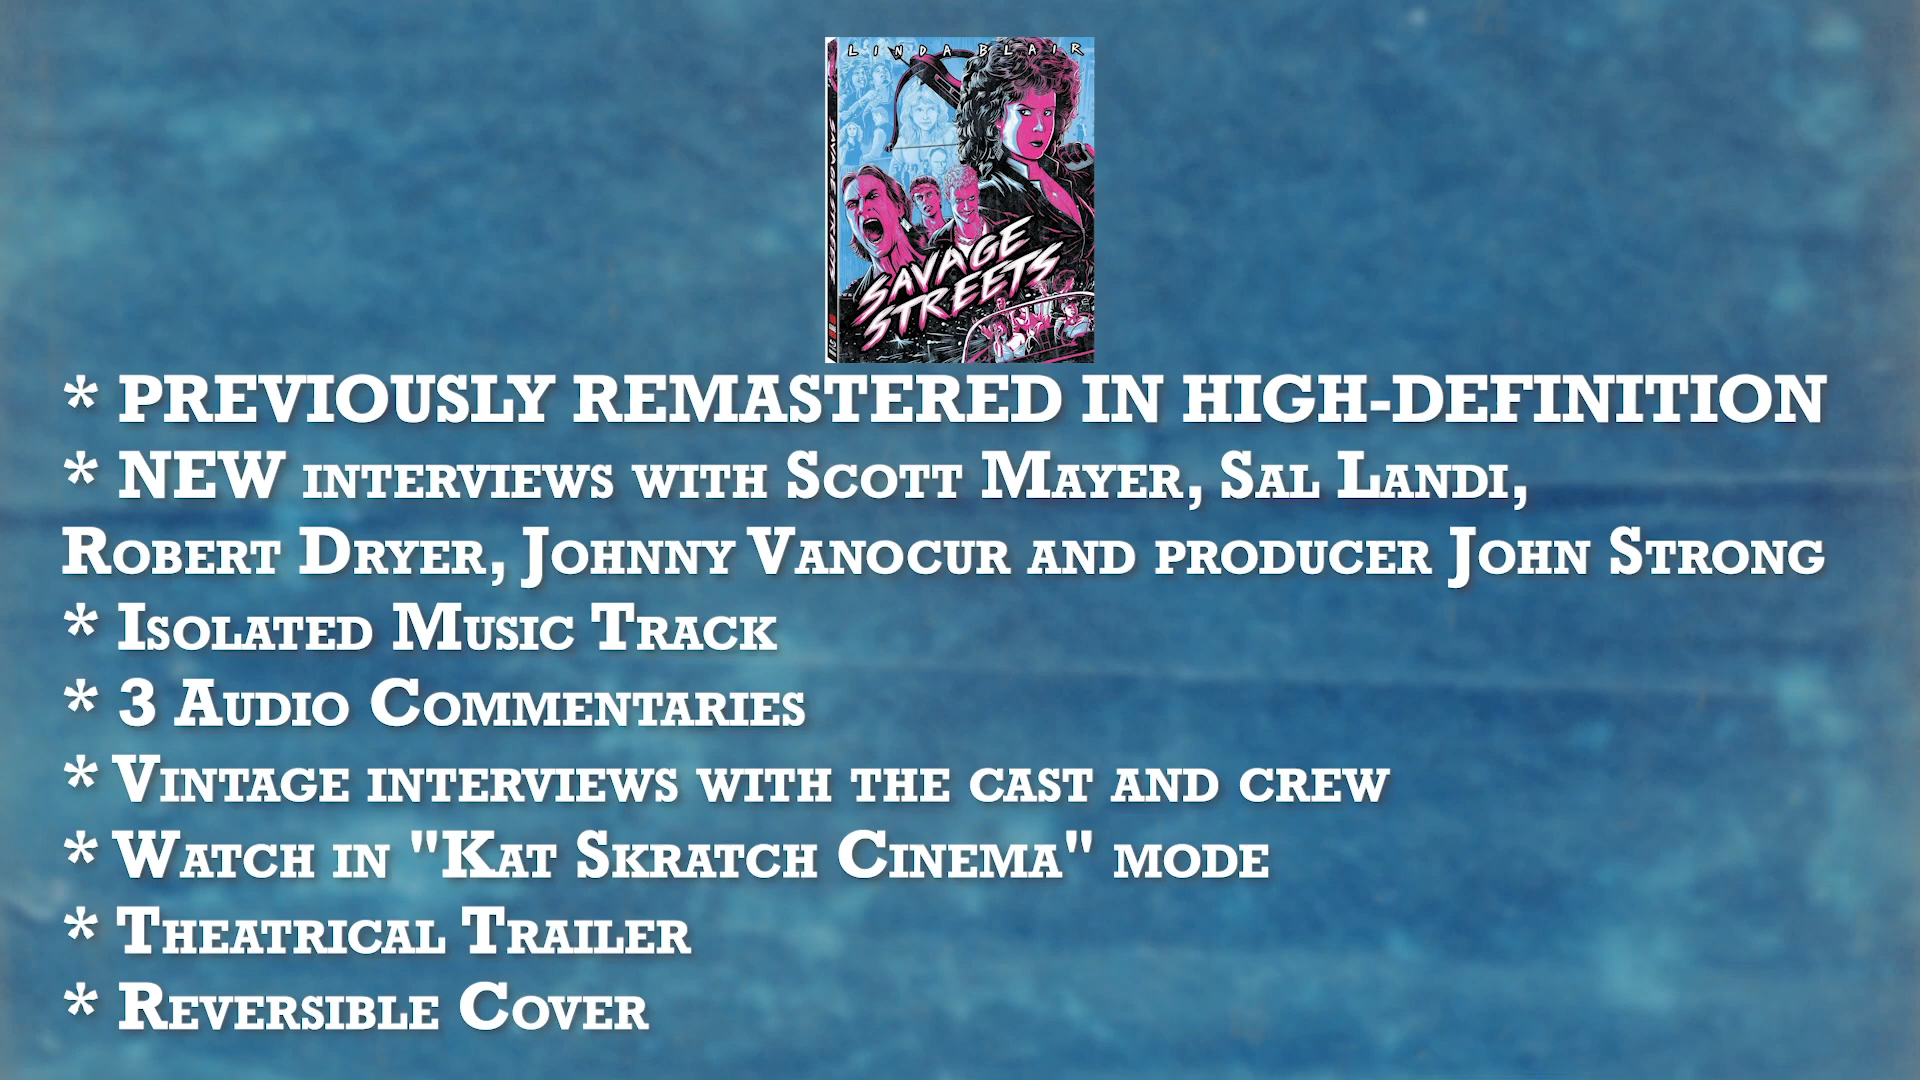 LINDA BLAIR
SAVAGE STREETS
SAVAGE
STREETS
* PREVIOUSLY REMASTERED IN HIGH-DEFINITION
* NEW INTERVIEWS WITH SCOTT MAYER, SAL LANDI,
ROBERT DRYER, JOHNNY VANOCUR AND PRODUCER JOHN STRONG
* ISOLATED MUSIC TRACK
* 3 AUDIO COMMENTARIES
* VINTAGE INTERVIEWS WITH THE CAST AND CREW
* WATCH IN "KAT SKRATCH CINEMA" MODE
* THEATRICAL TRAILER
* REVERSIBLE COVER